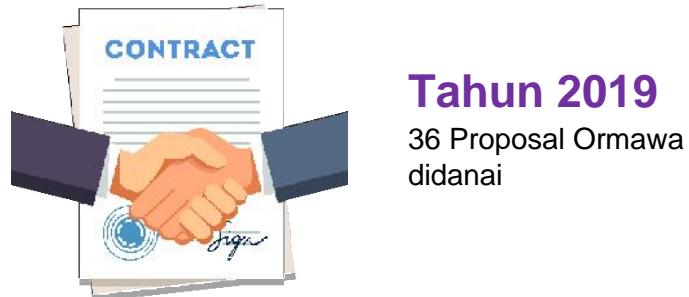 CONTRACT
Sign
Tahun 2019
36 Proposal Ormawa
didanai